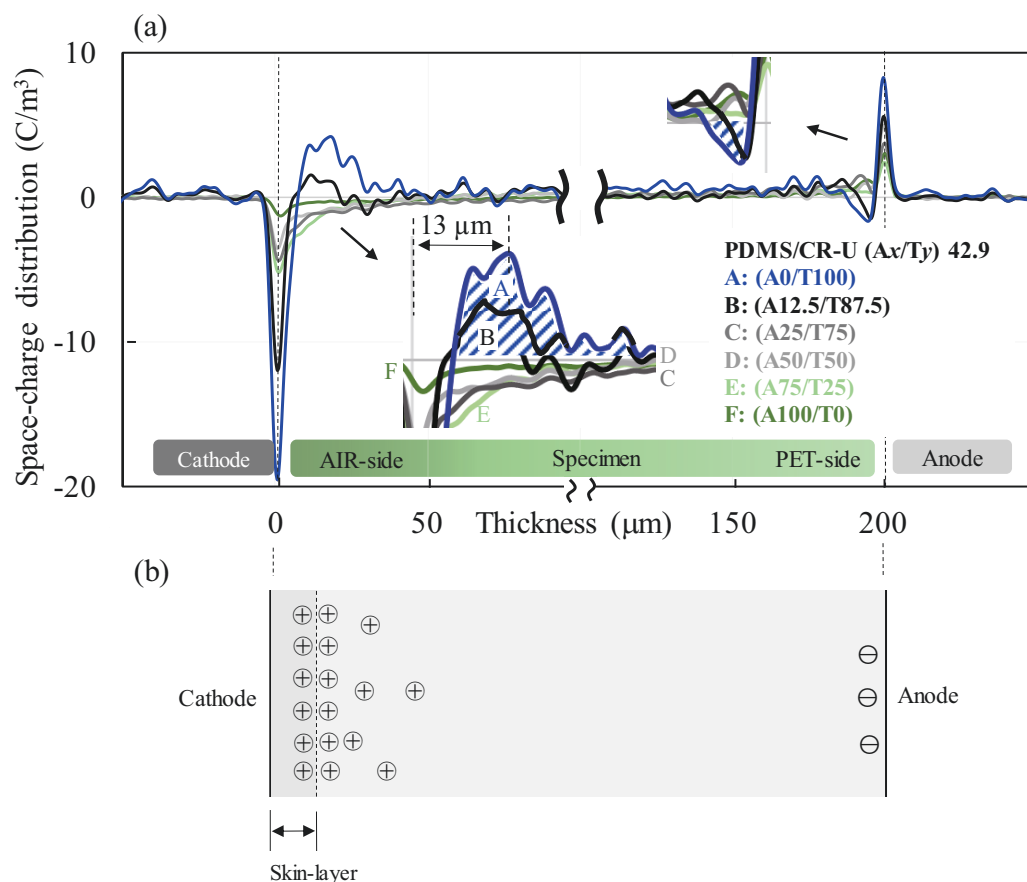 (a)
10
0
-10
-20
Space-charge distribution (C/m³)
13 μm
A
B
F
E
D
C
PDMS/CR-U (Ax/Ty) 42.9
A: (A0/T100)
B: (A12.5/T87.5)
C: (A25/T75)
D: (A50/T50)
E: (A75/T25)
F: (A100/T0)
Cathode AIR-side Specimen PET-side Anode
0 50 Thickness (μm) 150 200
(b)
Cathode
Anode
Skin-layer